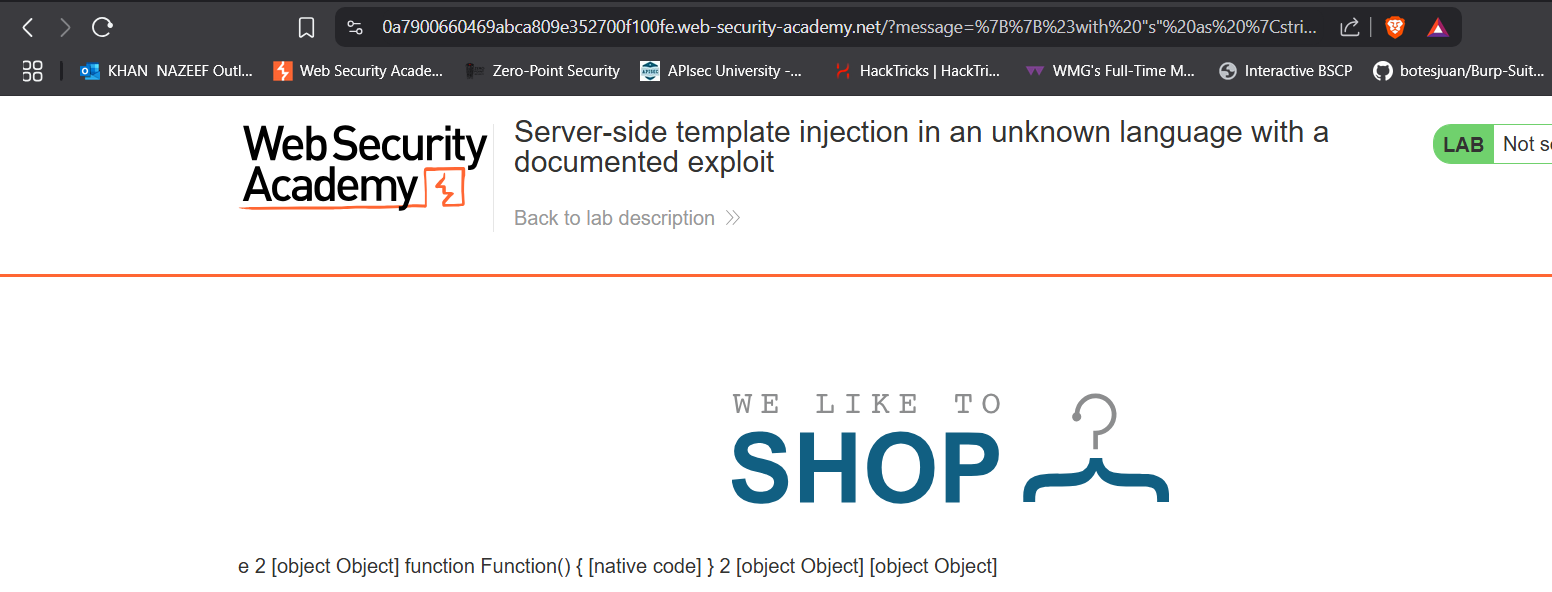 0a7900660469abca809e352700f100fe.web-security-academy.net/?message=%7B%7B%23with%20"s"%20as%20%7Cstri...
KHAN NAZEEF Outl... Web Security Acade... Zero-Point Security APIsec University -... HackTricks | HackTri... WMG's Full-Time M... Interactive BSCP botesjuan/Burp-Suit...
Web Security
Academy
Server-side template injection in an unknown language with a
documented exploit
Back to lab description
LAB Not s
WE LIKE TO
SHOP
e 2 [object Object] function Function() { [native code] } 2 [object Object] [object Object]